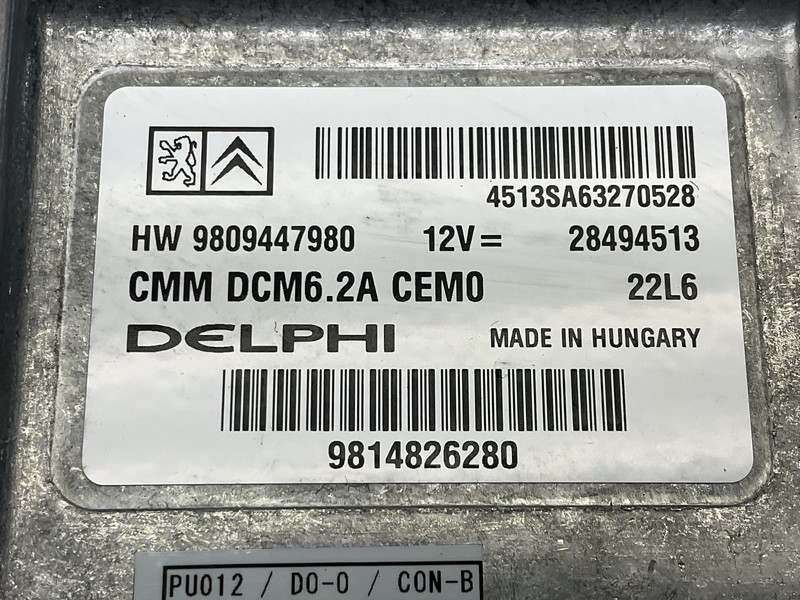 4513SA63270528
HW 9809447980 12V= 28494513
CMM DCM6.2A CEM0 22L6
DELPHI MADE IN HUNGARY
9814826280
PU012 / D0-0 / CON-B